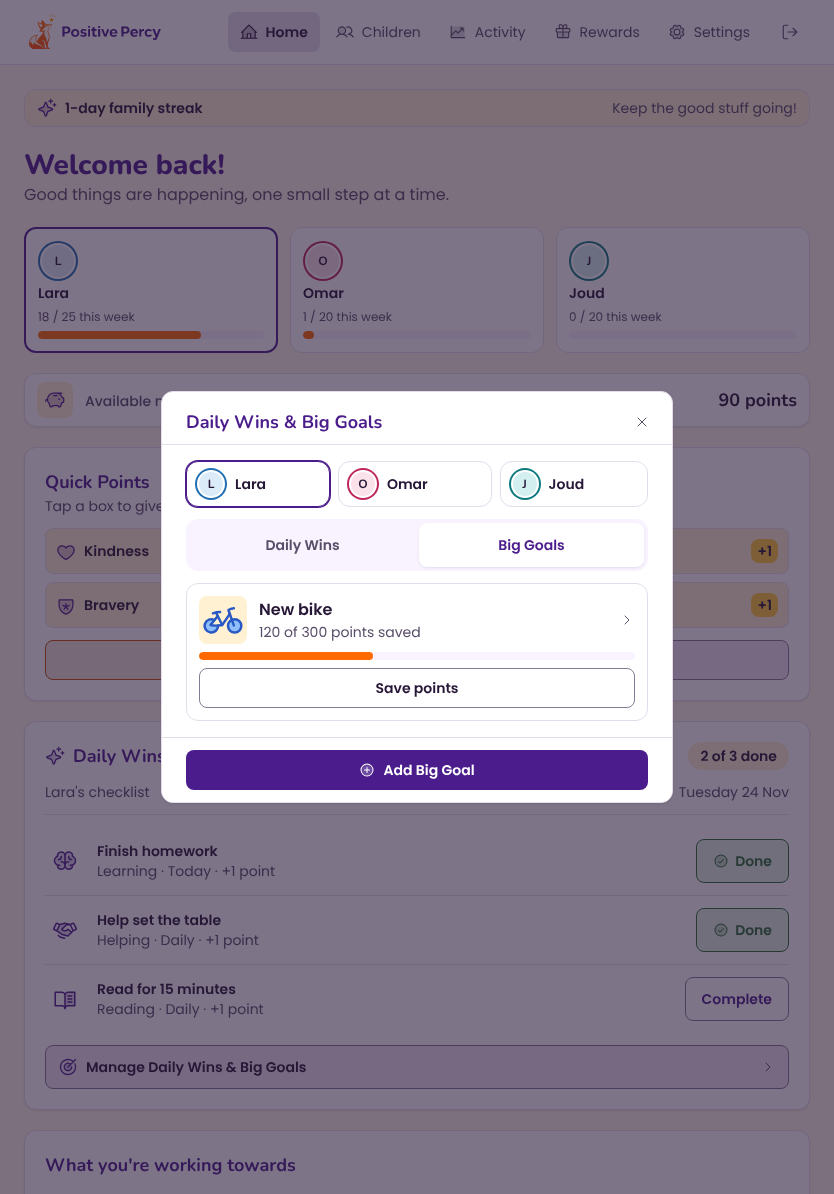 Positive Percy
Home
Children
Activity
Rewards
Settings
1-day family streak
Keep the good stuff going!
Welcome back!
Good things are happening, one small step at a time.
L
Lara
18 / 25 this week
O
Omar
1 / 20 this week
J
Joud
0 / 20 this week
Available
90 points
Quick Points
Tap a box to give
Kindness
+1
Bravery
+1
Daily Wins & Big Goals
L
Lara
O
Omar
J
Joud
Daily Wins
Big Goals
New bike
120 of 300 points saved
Save points
Add Big Goal
Daily Wins
2 of 3 done
Lara's checklist
Tuesday 24 Nov
Finish homework
Learning · Today · +1 point
Done
Help set the table
Helping · Daily · +1 point
Done
Read for 15 minutes
Reading · Daily · +1 point
Complete
Manage Daily Wins & Big Goals
What you're working towards